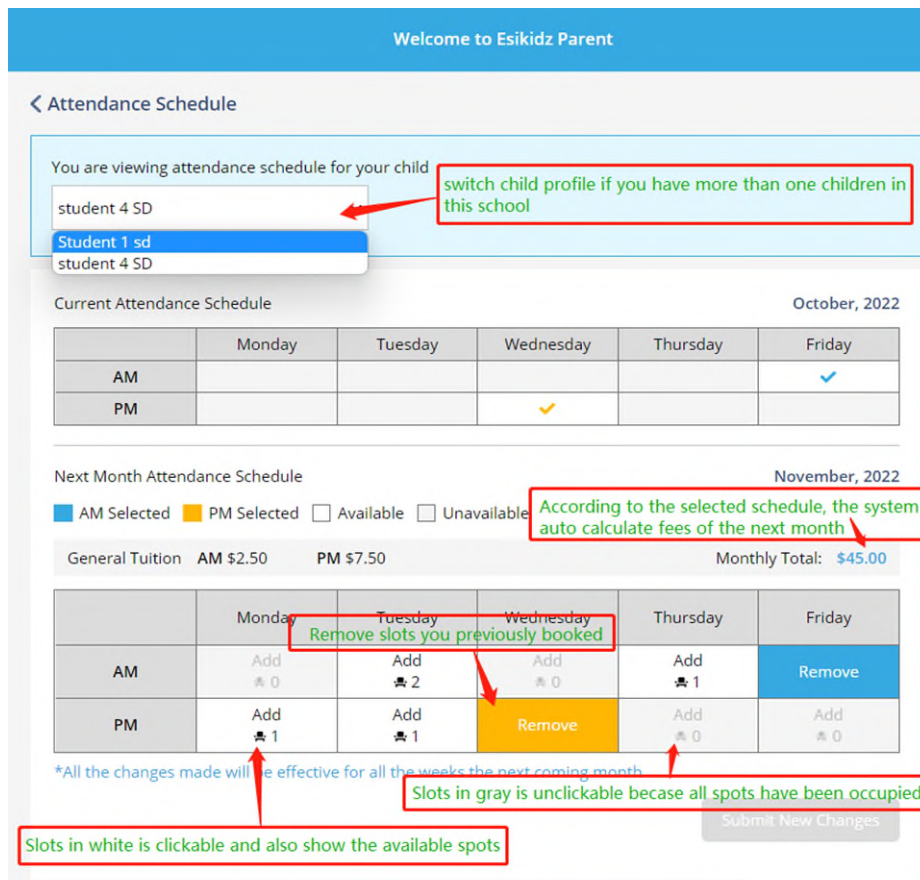 Welcome to Esikidz Parent
Attendance Schedule
You are viewing attendance schedule for your child
switch child profile if you have more than one children in
this school
student 4 SD
Student 1 sd
student 4 SD
Current Attendance Schedule October, 2022
Monday Tuesday Wednesday Thursday Friday
AM
PM
Next Month Attendance Schedule November, 2022
AM Selected PM Selected Available Unavailable
According to the selected schedule, the system
auto calculate fees of the next month
General Tuition AM $2.50 PM $7.50 Monthly Total: $45.00
Monday Tuesday Wednesday Thursday Friday
Remove slots you previously booked
AM Add Add Add Add Remove
0 2 0 1
PM Add Add Remove Add Add
1 1 0 0
*All the changes made will be effective for all the weeks the next coming month
Slots in gray is unclickable becase all spots have been occupied
Submit New Changes
Slots in white is clickable and also show the available spots